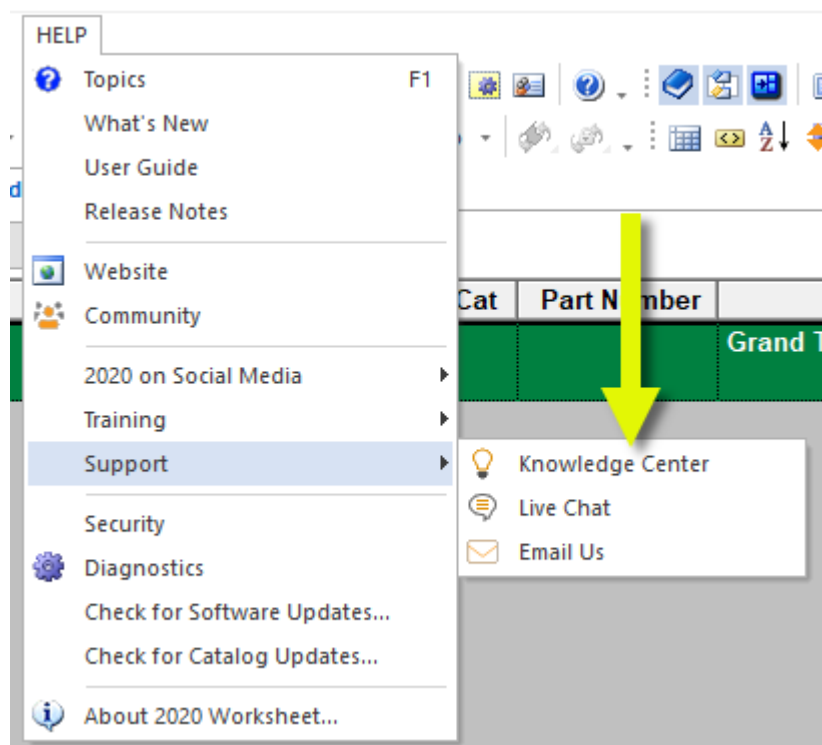 HELP
Topics F1
What's New
User Guide
Release Notes
Website
Community
2020 on Social Media
Training
Support
Security
Diagnostics
Check for Software Updates...
Check for Catalog Updates...
About 2020 Worksheet...
Knowledge Center
Live Chat
Email Us
Cat Part
Grand